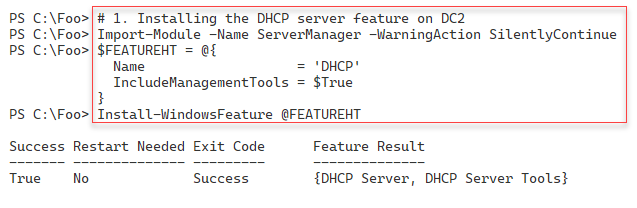 PS C:\Foo> # 1. Installing the DHCP server feature on DC2
PS C:\Foo> Import-Module -Name ServerManager -WarningAction SilentlyContinue
PS C:\Foo> $FEATUREHT = @{
             Name                   = 'DHCP'
             IncludeManagementTools = $True
           }
PS C:\Foo> Install-WindowsFeature @FEATUREHT
Success Restart Needed Exit Code      Feature Result
------- -------------- ---------      --------------
True    No             Success        {DHCP Server, DHCP Server Tools}